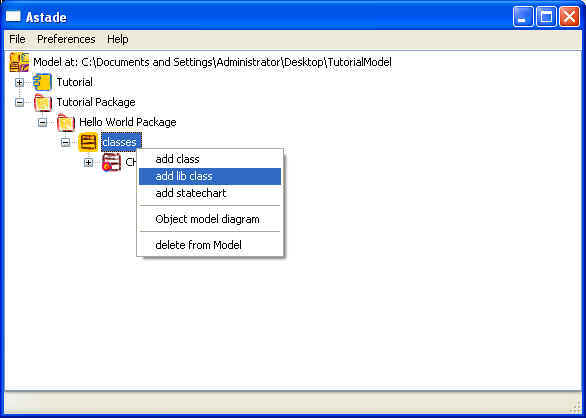 Astade
File Preferences Help
Model at: C:\Documents and Settings\Administrator\Desktop\TutorialModel
Tutorial
Tutorial Package
Hello World Package
classes
add class
CH
add lib class
add statechart
Object model diagram
delete from Model